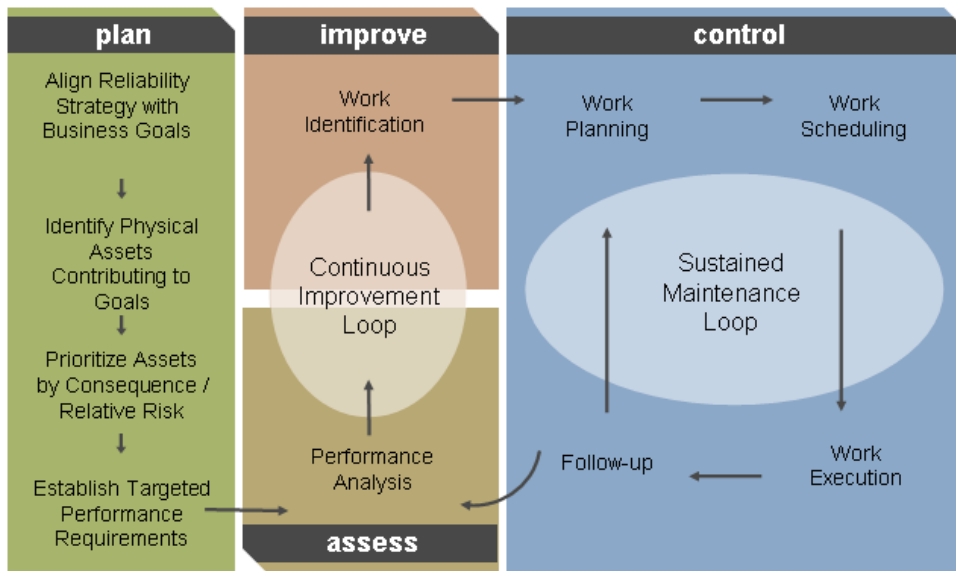 plan
Align Reliability
Strategy with
Business Goals
Identify Physical
Assets
Contributing to
Goals
Prioritize Assets
by Consequence /
Relative Risk
Establish Targeted
Performance
Requirements
improve
Work
Identification
Continuous
Improvement
Loop
Performance
Analysis
assess
control
Work
Planning
Work
Scheduling
Sustained
Maintenance
Loop
Follow-up
Work
Execution